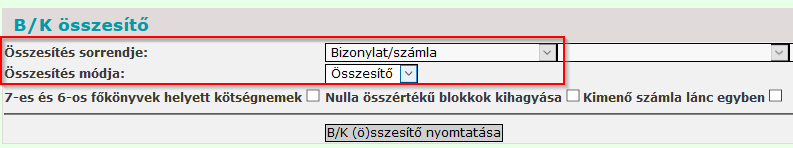 B/K összesítő
Összesítés sorrendje: Bizonylat/számla
Összesítés módja: Összesítő
7-es és 6-os főkönyvek helyett kötségnemek Nulla összértékű blokkok kihagyása Kimenő számla lánc egyben
B/K (ö)sszesítő nyomtatása